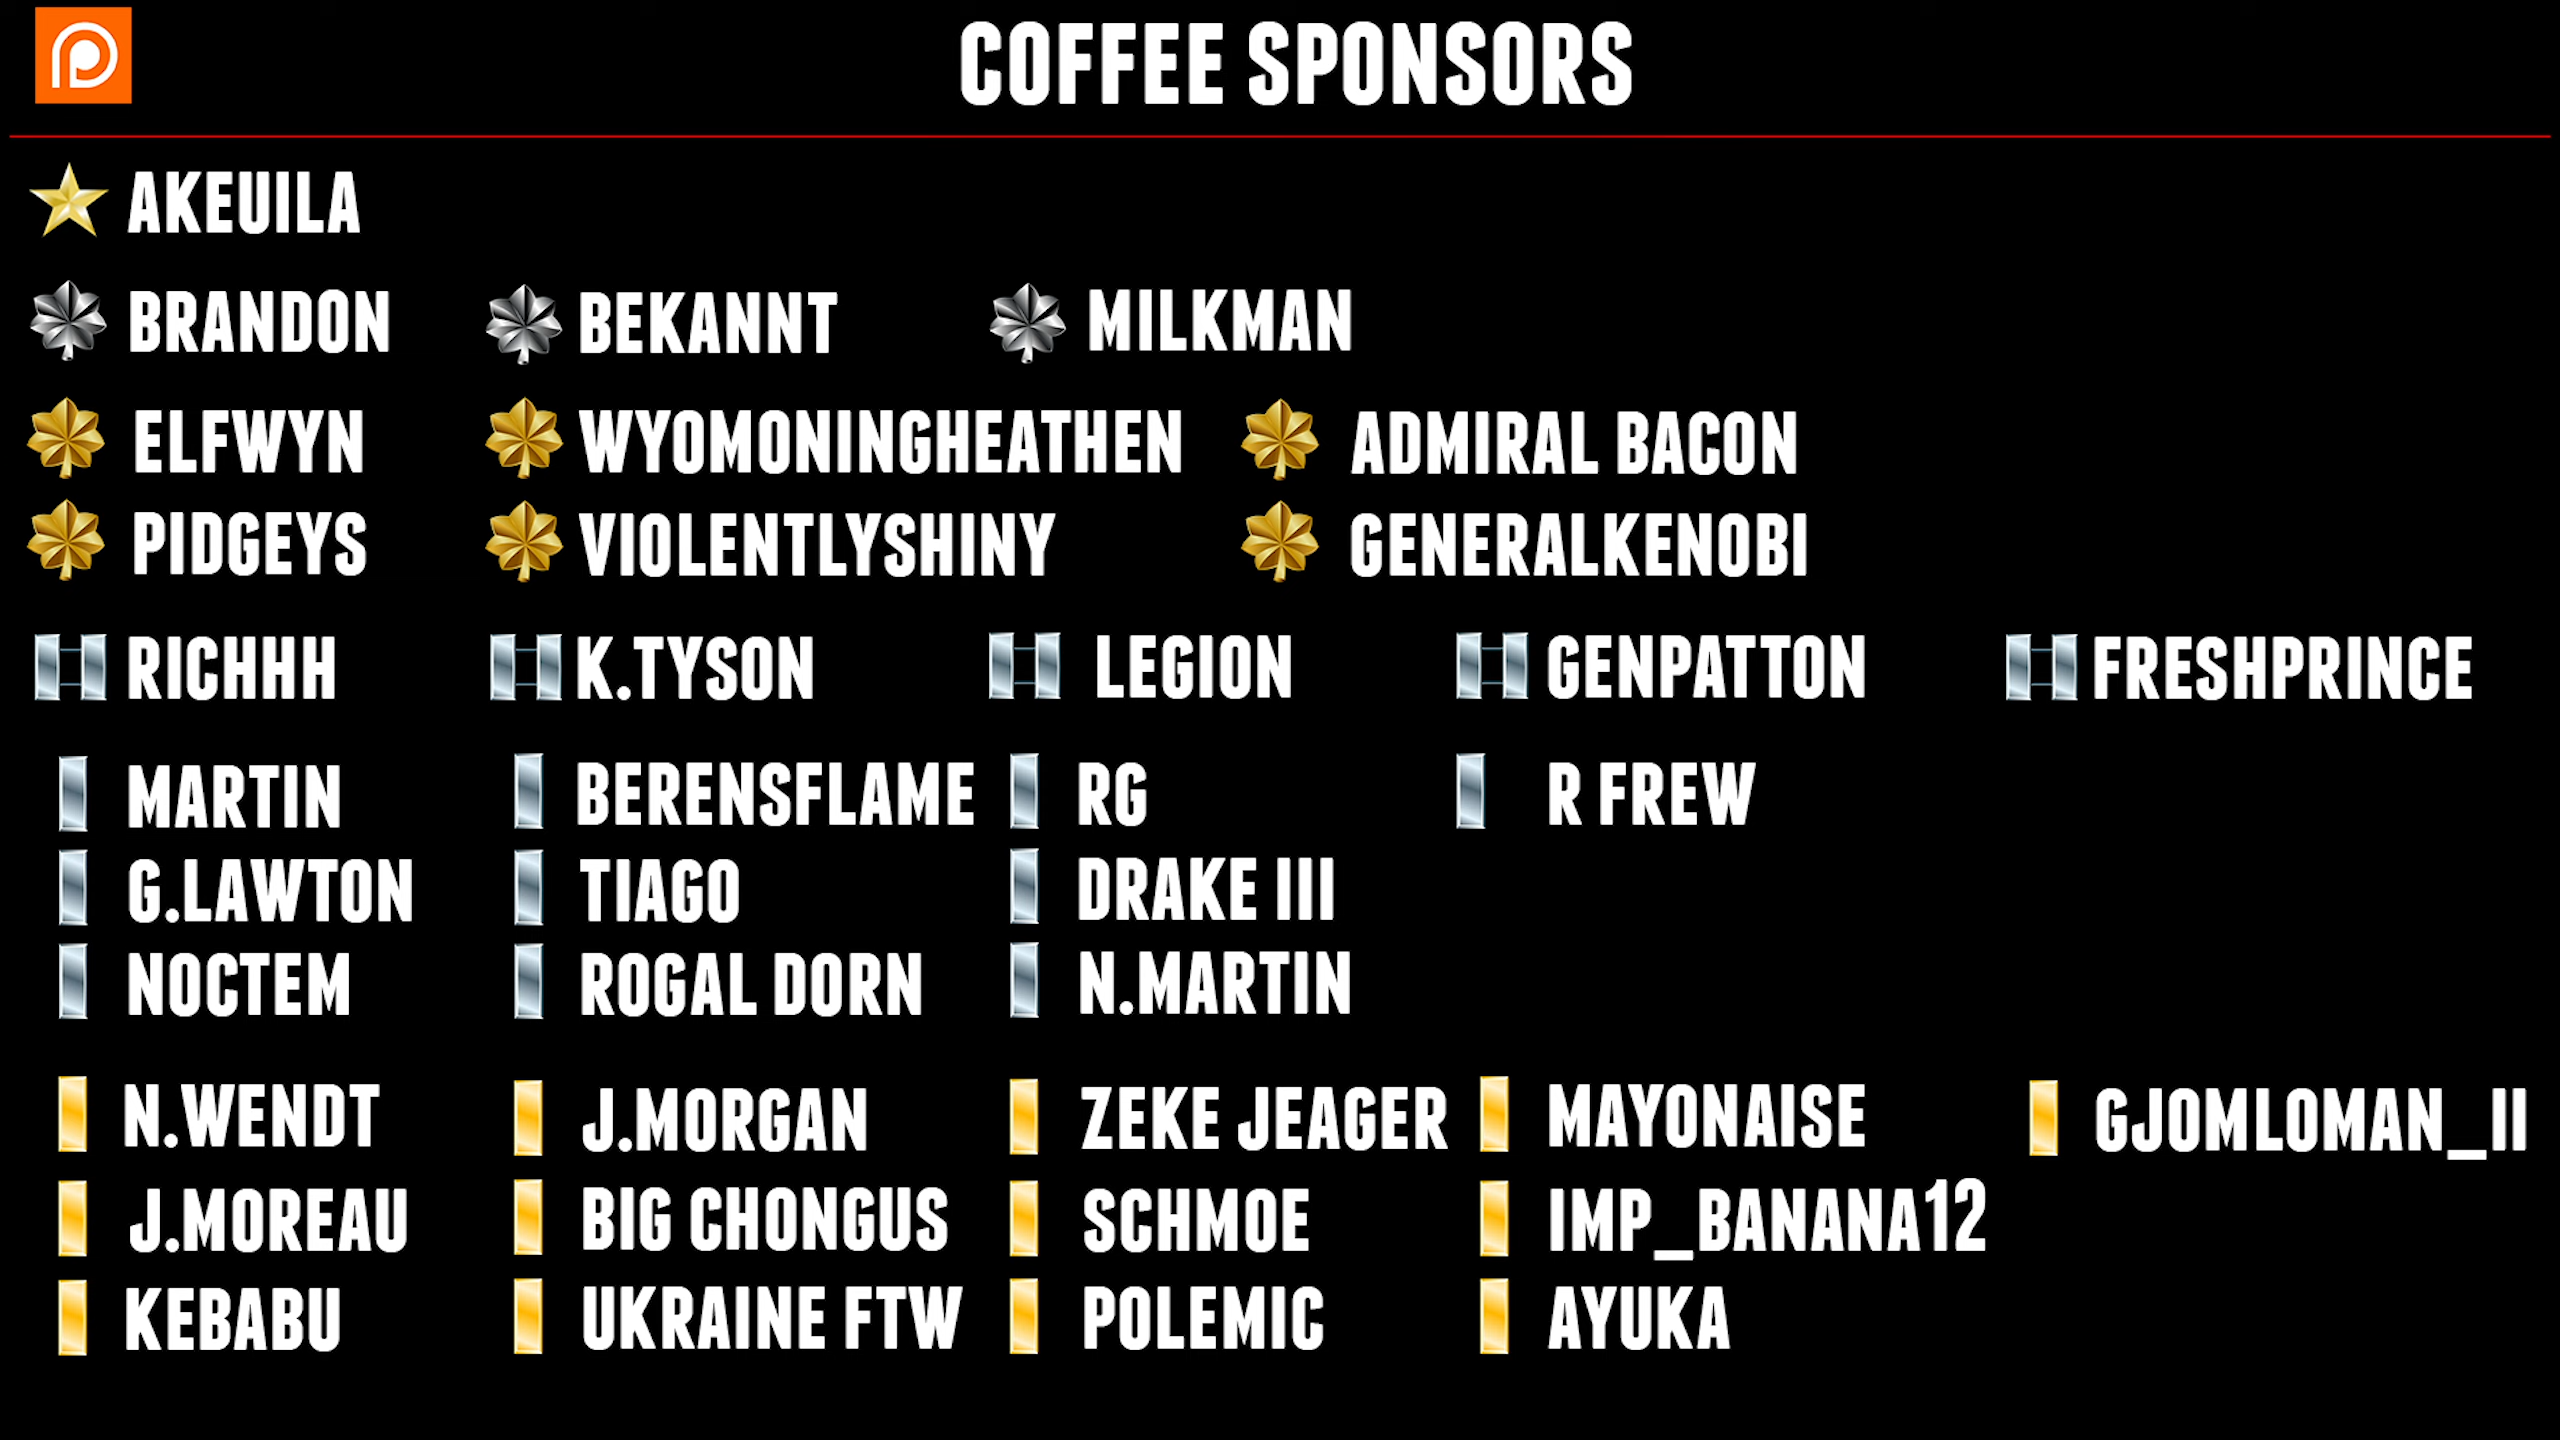 COFFEE SPONSORS
AKEUILA
BRANDON BEKANNT MILKMAN
ELFWYN WYOMONINGHEATHEN ADMIRAL BACON
PIDGEYS VIOLENTLYSHINY GENERALKENOBI
RICHHH K.TYSON LEGION GENPATTON FRESHPRINCE
MARTIN BERENSFLAME RG R FREW
G.LAWTON TIAGO DRAKE III
NOCTEM ROGAL DORN N.MARTIN
N.WENDT J.MORGAN ZEKE JEAGER MAYONAISE GJOMLOMAN_II
J.MOREAU BIG CHONGUS SCHMOE IMP_BANANA12
KEBABU UKRAINE FTW POLEMIC AYUKA